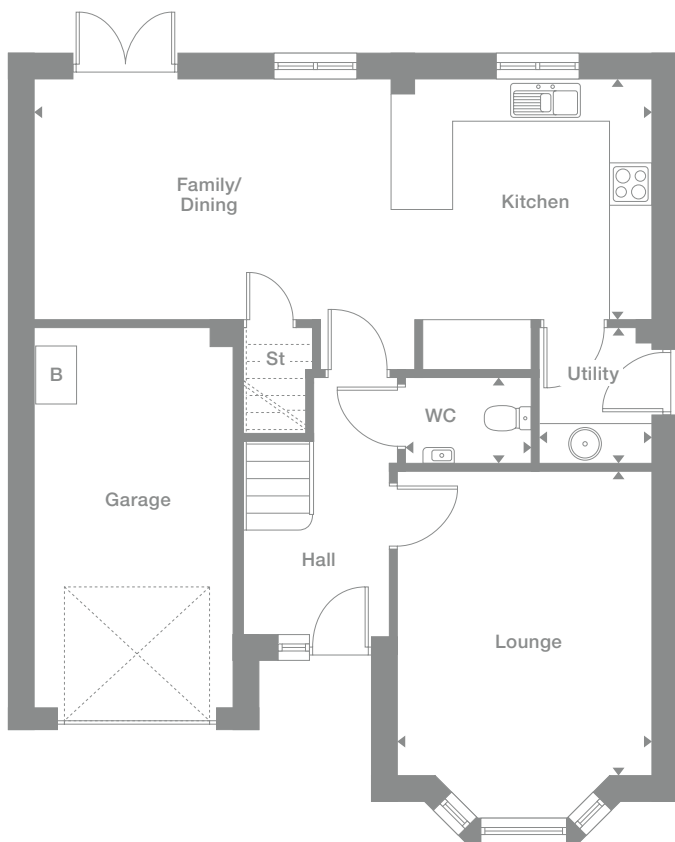 Family/
Dining
Kitchen
St
Utility
B
WC
Garage
Hall
Lounge